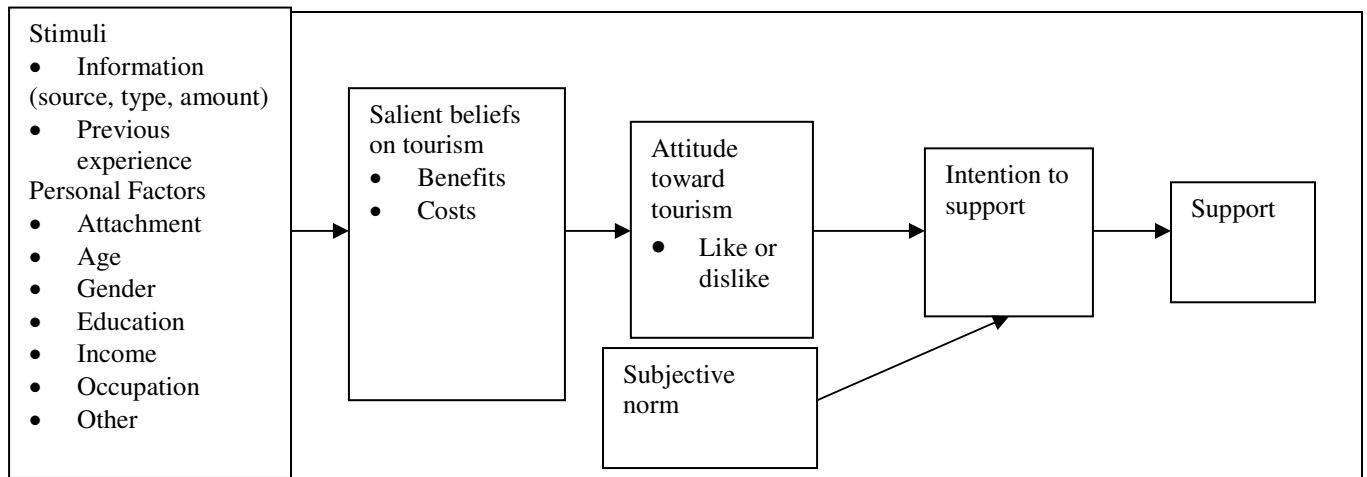 Stimuli
• Information
(source, type, amount)
• Previous
experience
Personal Factors
• Attachment
• Age
• Gender
• Education
• Income
• Occupation
• Other
Salient beliefs
on tourism
• Benefits
• Costs
Attitude
toward
tourism
• Like or
dislike
Subjective
norm
Intention to
support
Support